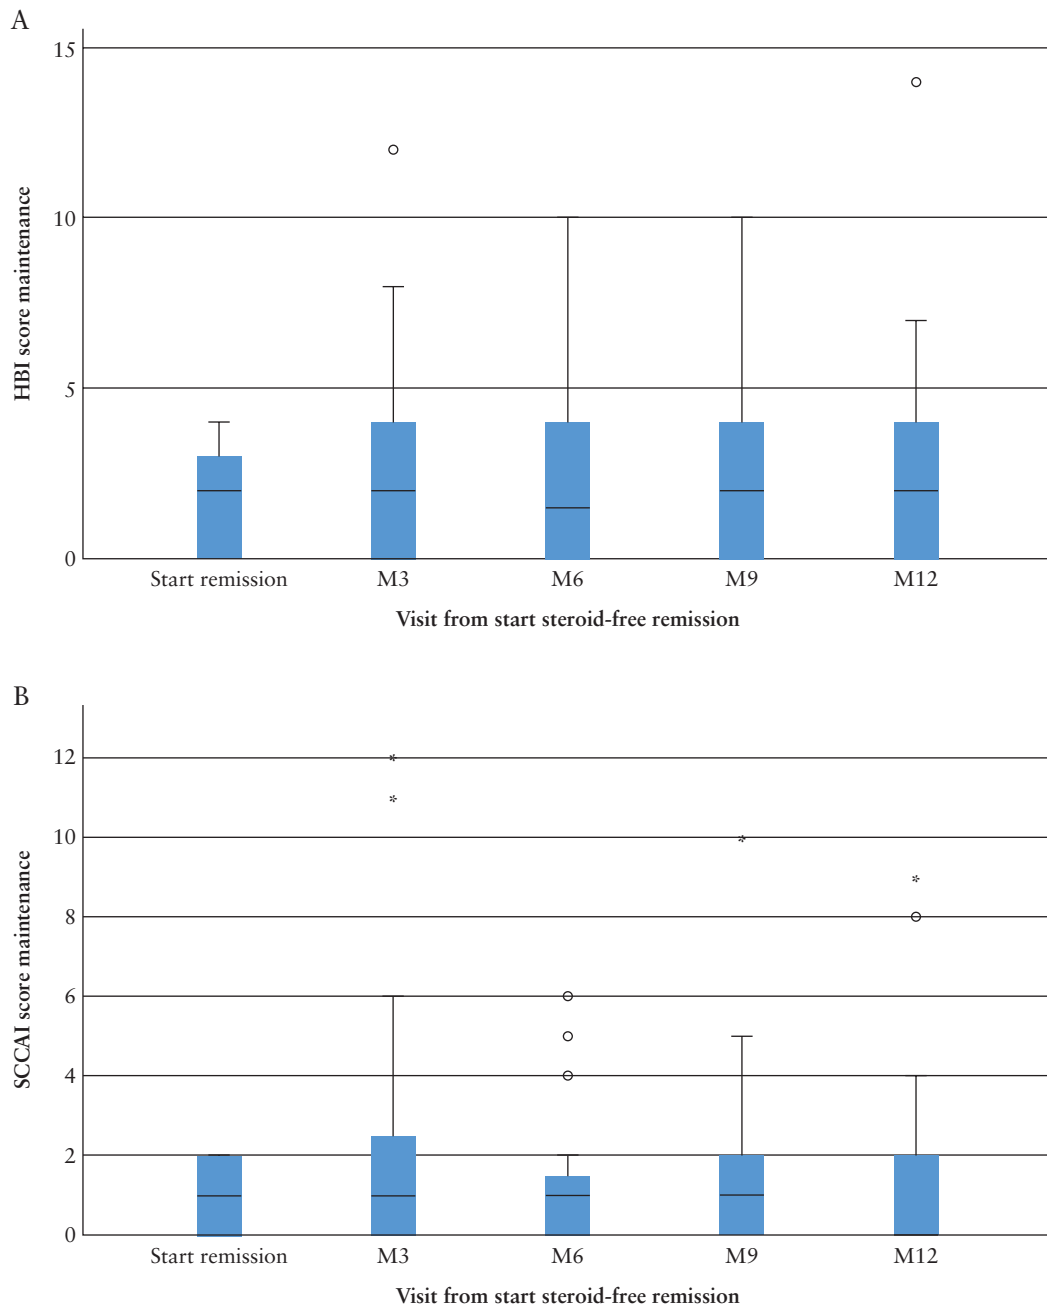 A
HBI score maintenance
15
10
5
0
Start remission M3 M6 M9 M12
Visit from start steroid-free remission
B
SCCAI score maintenance
12
10
8
6
4
2
0
Start remission M3 M6 M9 M12
Visit from start steroid-free remission